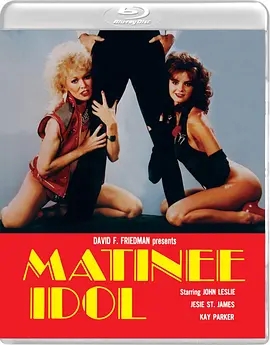 Blu-ray Disc
DAVID F. FRIEDMAN presents
MATINEE
IDOL
Starring JOHN LESLIE
JESIE ST. JAMES
KAY PARKER